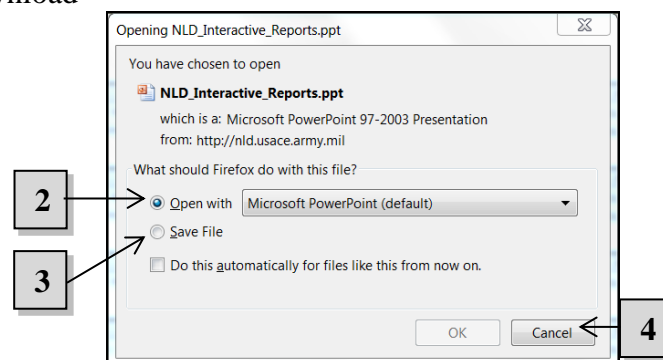 Opening NLD_Interactive_Reports.ppt
You have chosen to open
NLD_Interactive_Reports.ppt
which is a: Microsoft PowerPoint 97-2003 Presentation
from: http://nld.usace.army.mil
What should Firefox do with this file?
2
Open with Microsoft PowerPoint (default)
Save File
3
Do this automatically for files like this from now on.
OK Cancel
4